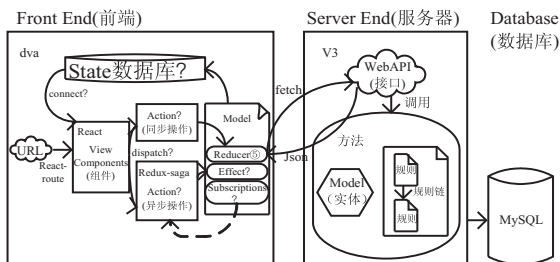 Front End(前端)
Server End(服务器)
Database
(数据库)
dva
State数据库?
connect?
URL
React-
route
React
View
Components
(组件)
dispatch?
Action?
(同步操作)
Redux-saga
Action?
(异步操作)
Model
Reducer⑤
Effect?
Subscriptions
?
fetch
Json
V3
WebAPI
(接口)
调用
方法
Model
(实体)
规则
规则链
规则
MySQL